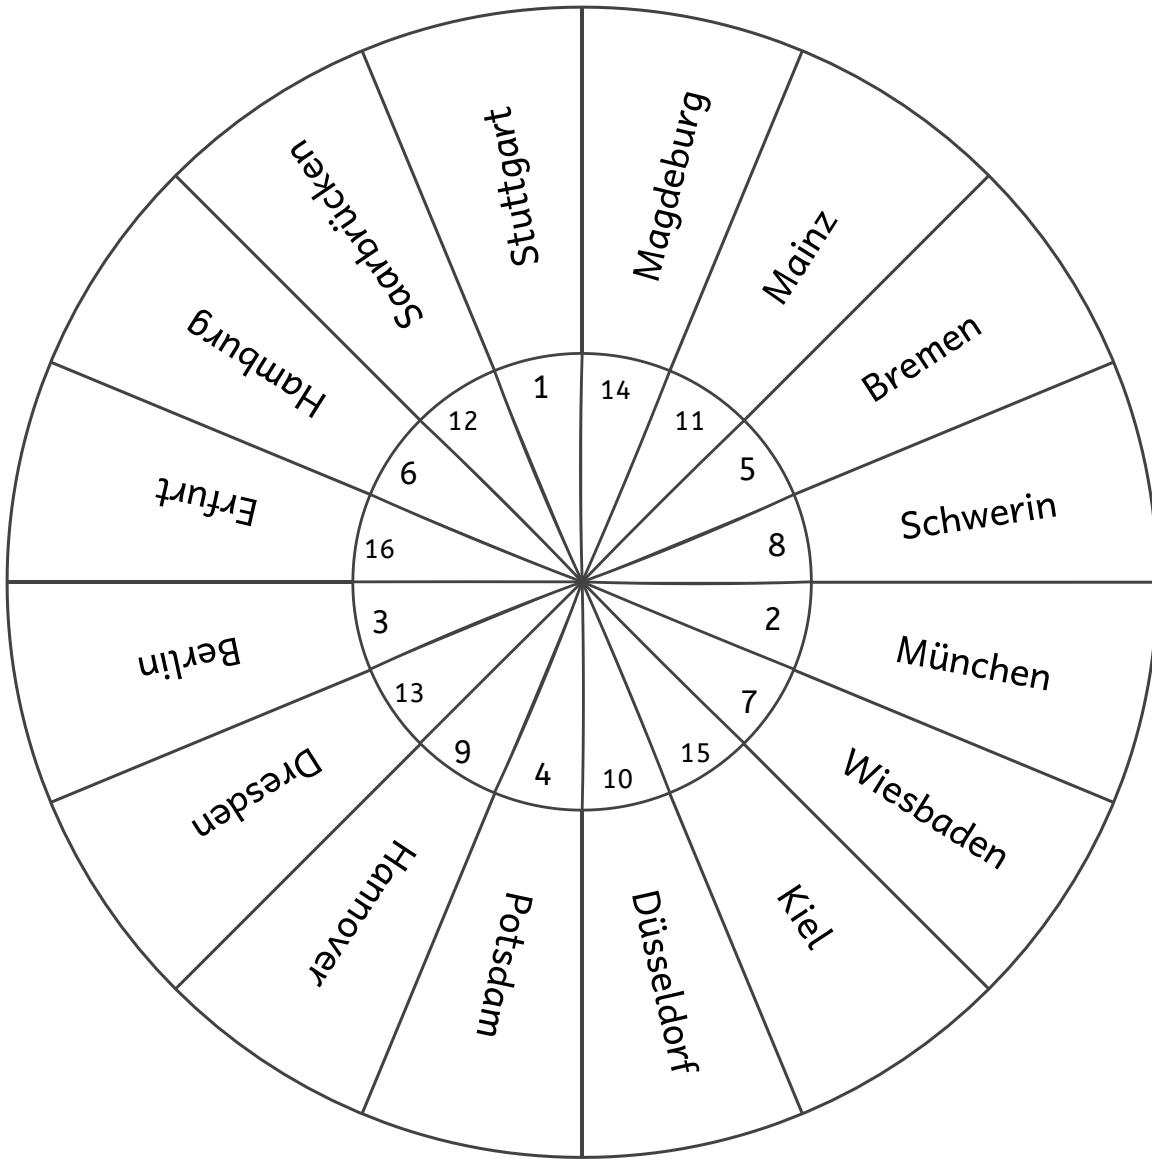 Magdeburg
Mainz
Bremen
Schwerin
München
Wiesbaden
Kiel
Düsseldorf
Potsdam
Hannover
Dresden
Berlin
Erfurt
Hamburg
Saarbrücken
Stuttgart
14
11
5
8
2
7
15
10
4
9
13
3
16
6
12
1